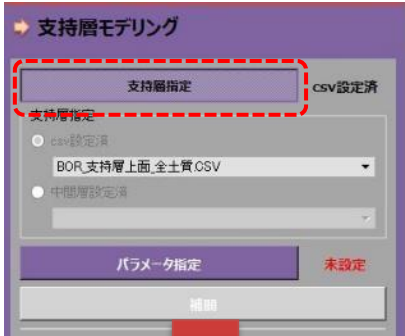 支持層モデリング
支持層指定 csv設定済
支持層指定
csv設定済
BOR_支持層上面_全土質.CSV
中間層設定済
パラメータ指定 未設定
補間